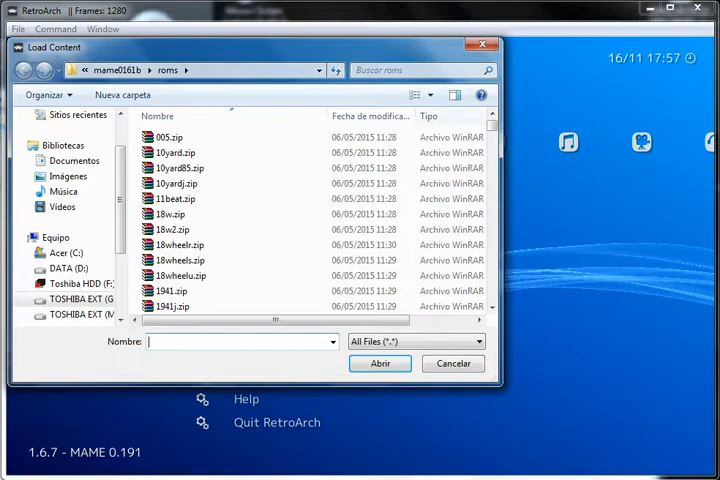 RetroArch || Frames: 1280
File Command Window
Load Content
mame0161b roms Buscar roms
16/11 17:57
Organizar Nueva carpeta
Sitios recientes
Bibliotecas
Documentos
Imágenes
Música
Vídeos
Equipo
Acer (C:)
DATA (D:)
Toshiba HDD (F:)
TOSHIBA EXT (G
TOSHIBA EXT (M
Nombre Fecha de modifica... Tipo
005.zip 06/05/2015 11:28 Archivo WinRAR
10yard.zip 06/05/2015 11:28 Archivo WinRAR
10yard85.zip 06/05/2015 11:28 Archivo WinRAR
10yardj.zip 06/05/2015 11:28 Archivo WinRAR
11beat.zip 06/05/2015 11:28 Archivo WinRAR
18w.zip 06/05/2015 11:28 Archivo WinRAR
18w2.zip 06/05/2015 11:28 Archivo WinRAR
18wheelr.zip 06/05/2015 11:30 Archivo WinRAR
18wheels.zip 06/05/2015 11:29 Archivo WinRAR
18wheelu.zip 06/05/2015 11:29 Archivo WinRAR
1941.zip 06/05/2015 11:29 Archivo WinRAR
1941j.zip 06/05/2015 11:29 Archivo WinRAR
Nombre: All Files (*.*)
Abrir Cancelar
Help
Quit RetroArch
1.6.7 - MAME 0.191